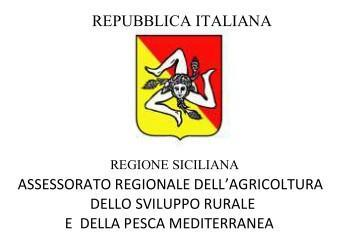 REPUBBLICA ITALIANA
REGIONE SICILIANA
ASSESSORATO REGIONALE DELL’AGRICOLTURA
DELLO SVILUPPO RURALE
E DELLA PESCA MEDITERRANEA